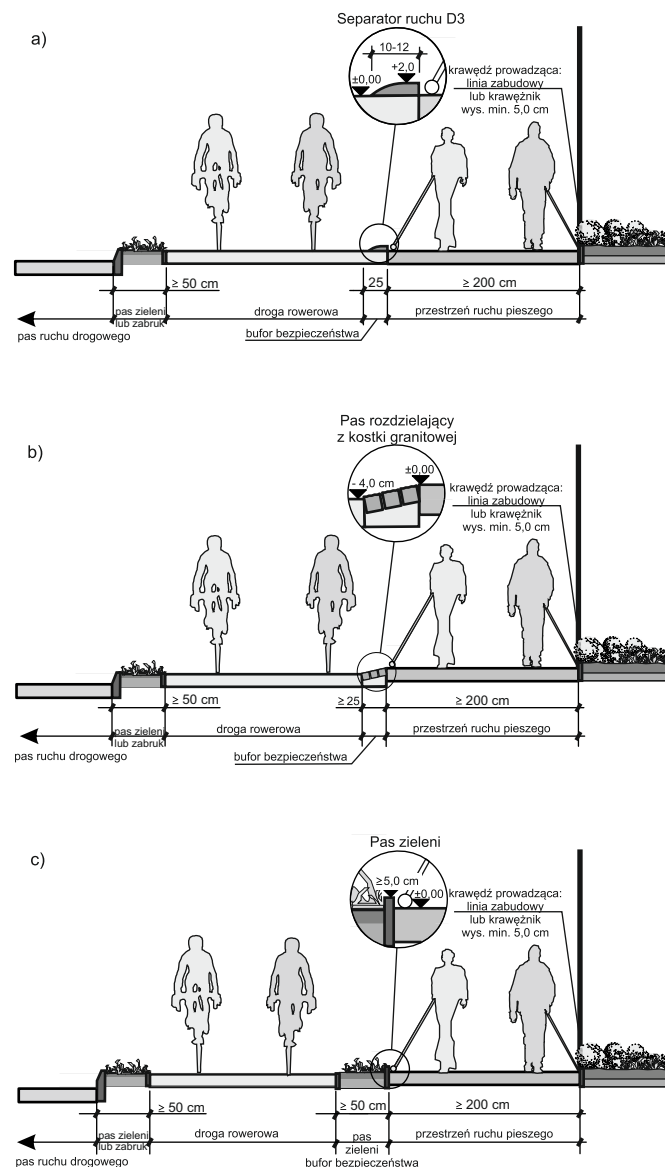 a)
Separator ruchu D3
10-12
+2,0
±0,00
krawędź prowadząca:
linia zabudowy
lub krawężnik
wys. min. 5,0 cm
≥ 50 cm
25
≥ 200 cm
pas zieleni
lub zabruk
droga rowerowa
przestrzeń ruchu pieszego
pas ruchu drogowego
bufor bezpieczeństwa
b)
Pas rozdzielający
z kostki granitowej
±0,00
- 4,0 cm
krawędź prowadząca:
linia zabudowy
lub krawężnik
wys. min. 5,0 cm
≥ 50 cm
≥ 25
≥ 200 cm
pas zieleni
lub zabruk
droga rowerowa
przestrzeń ruchu pieszego
pas ruchu drogowego
bufor bezpieczeństwa
c)
Pas zieleni
≥5,0 cm
±0,00
krawędź prowadząca:
linia zabudowy
lub krawężnik
wys. min. 5,0 cm
≥ 50 cm
≥ 50 cm
≥ 200 cm
pas zieleni
lub zabruk
droga rowerowa
pas
zieleni
przestrzeń ruchu pieszego
pas ruchu drogowego
bufor bezpieczeństwa